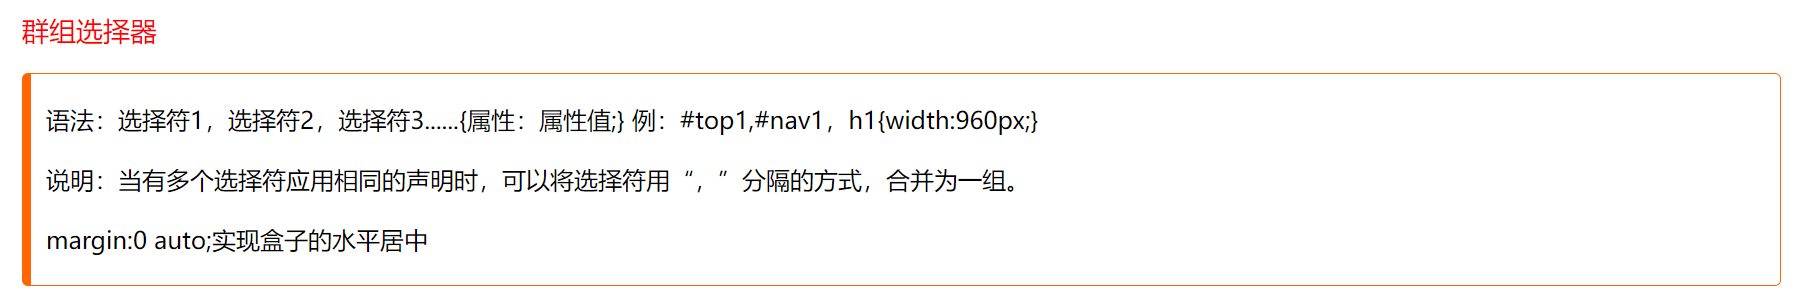 群组选择器
语法：选择符1，选择符2，选择符3......{属性：属性值;} 例：#top1,#nav1，h1{width:960px;}
说明：当有多个选择符应用相同的声明时，可以将选择符用“，”分隔的方式，合并为一组。
margin:0 auto;实现盒子的水平居中